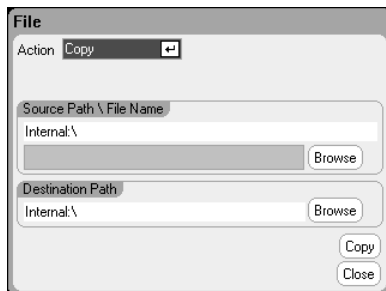 File
Action Copy
Source Path \ File Name
Internal:\
Browse
Destination Path
Internal:\ Browse
Copy
Close